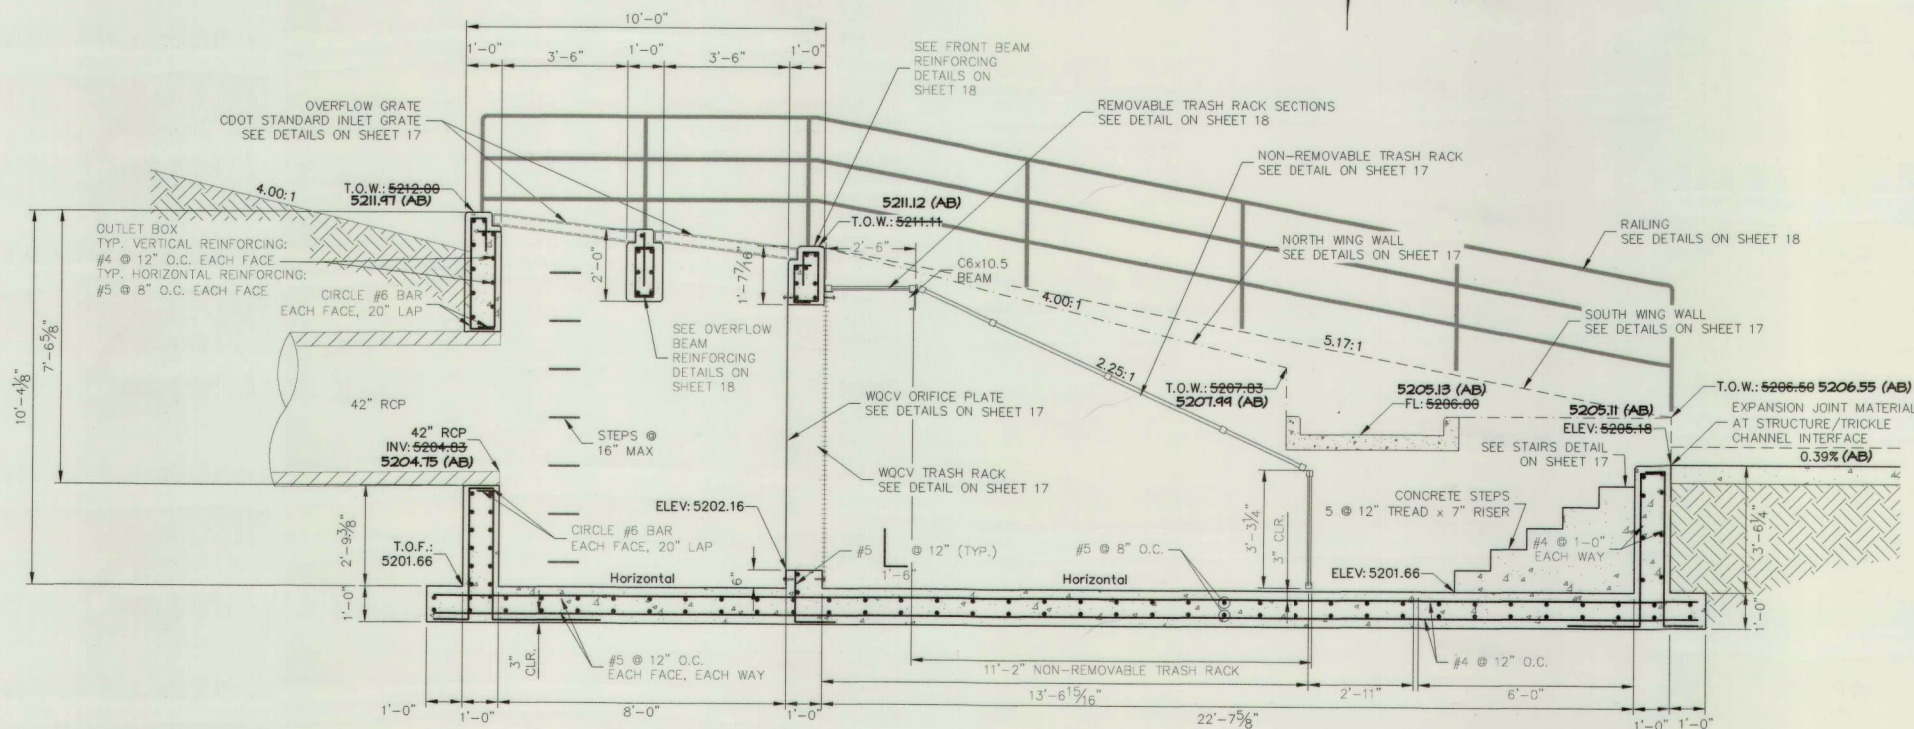 10'-0"
1'-0"
3'-6"
1'-0"
3'-6"
1'-0"
SEE FRONT BEAM
REINFORCING
DETAILS ON
SHEET 18
OVERFLOW GRATE
CDOT STANDARD INLET GRATE
SEE DETAILS ON SHEET 17
REMOVABLE TRASH RACK SECTIONS
SEE DETAIL ON SHEET 18
NON-REMOVABLE TRASH RACK
SEE DETAIL ON SHEET 17
4.00:1
T.O.W.: 5212.00
5211.97 (AB)
5211.12 (AB)
T.O.W.: 5211.11
OUTLET BOX
TYP. VERTICAL REINFORCING:
#4 @ 12" O.C. EACH FACE
TYP. HORIZONTAL REINFORCING:
#5 @ 8" O.C. EACH FACE
CIRCLE #6 BAR
EACH FACE, 20" LAP
2'-0"
1'-7 7/16"
2'-6"
C6x10.5
BEAM
NORTH WING WALL
SEE DETAILS ON SHEET 17
RAILING
SEE DETAILS ON SHEET 18
4.00:1
SOUTH WING WALL
SEE DETAILS ON SHEET 17
5.17:1
2.25:1
10'-4 1/8"
7'-6 5/8"
SEE OVERFLOW
BEAM
REINFORCING
DETAILS ON
SHEET 18
42" RCP
WQCV ORIFICE PLATE
SEE DETAILS ON SHEET 17
T.O.W.: 5207.83
5207.99 (AB)
5205.13 (AB)
FL: 5206.00
5205.11 (AB)
ELEV: 5205.18
T.O.W.: 5206.50 5206.55 (AB)
EXPANSION JOINT MATERIAL
AT STRUCTURE/TRICKLE
CHANNEL INTERFACE
0.39% (AB)
42" RCP
INV: 5204.83
5204.75 (AB)
STEPS @
16" MAX
WQCV TRASH RACK
SEE DETAIL ON SHEET 17
SEE STAIRS DETAIL
ON SHEET 17
CONCRETE STEPS
5 @ 12" TREAD x 7" RISER
ELEV: 5202.16
2'-9 3/8"
T.O.F.:
5201.66
CIRCLE #6 BAR
EACH FACE, 20" LAP
#5
@ 12" (TYP.)
1'-6"
#5 @ 8" O.C.
3'-3 1/4"
3" CLR.
#4 @ 1'-0"
EACH WAY
3'-6 1/4"
Horizontal
6"
Horizontal
ELEV: 5201.66
1'-0"
1'-0"
3"
CLR.
#5 @ 12" O.C.
EACH FACE, EACH WAY
11'-2" NON-REMOVABLE TRASH RACK
#4 @ 12" O.C.
13'-6 15/16"
2'-11"
6'-0"
1'-0"
1'-0"
8'-0"
1'-0"
22'-7 5/8"
1'-0"
1'-0"